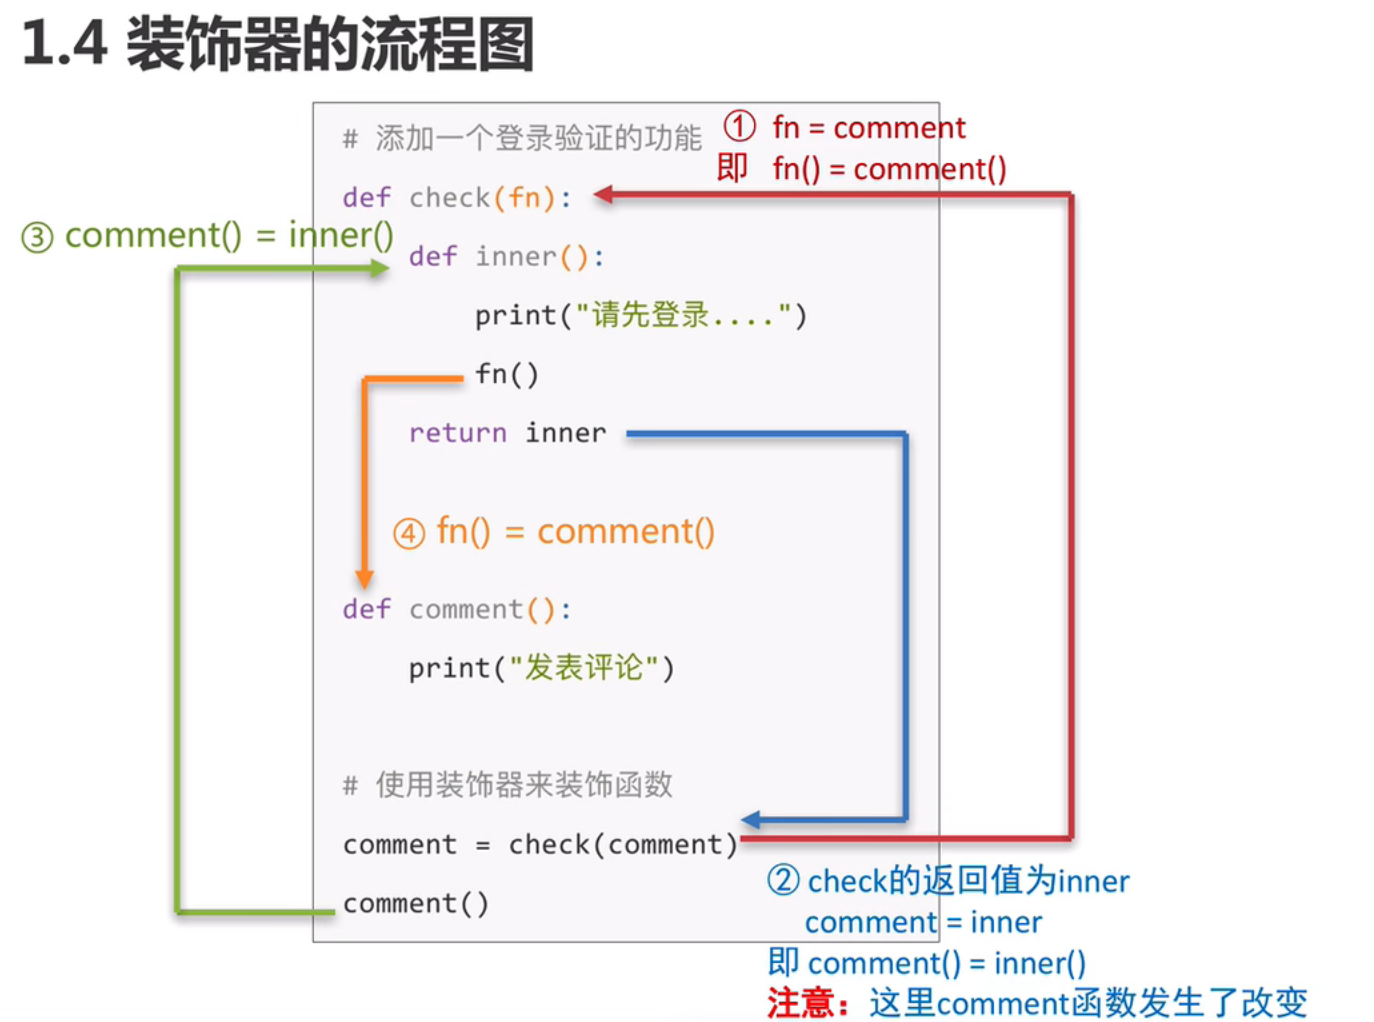 1.4 装饰器的流程图
# 添加一个登录验证的功能
① fn = comment
即 fn() = comment()
def check(fn):
③ comment() = inner()
def inner():
print("请先登录....")
fn()
return inner
④ fn() = comment()
def comment():
print("发表评论")
# 使用装饰器来装饰函数
comment = check(comment)
② check的返回值为inner
comment()
comment = inner
即 comment() = inner()
注意：这里comment函数发生了改变